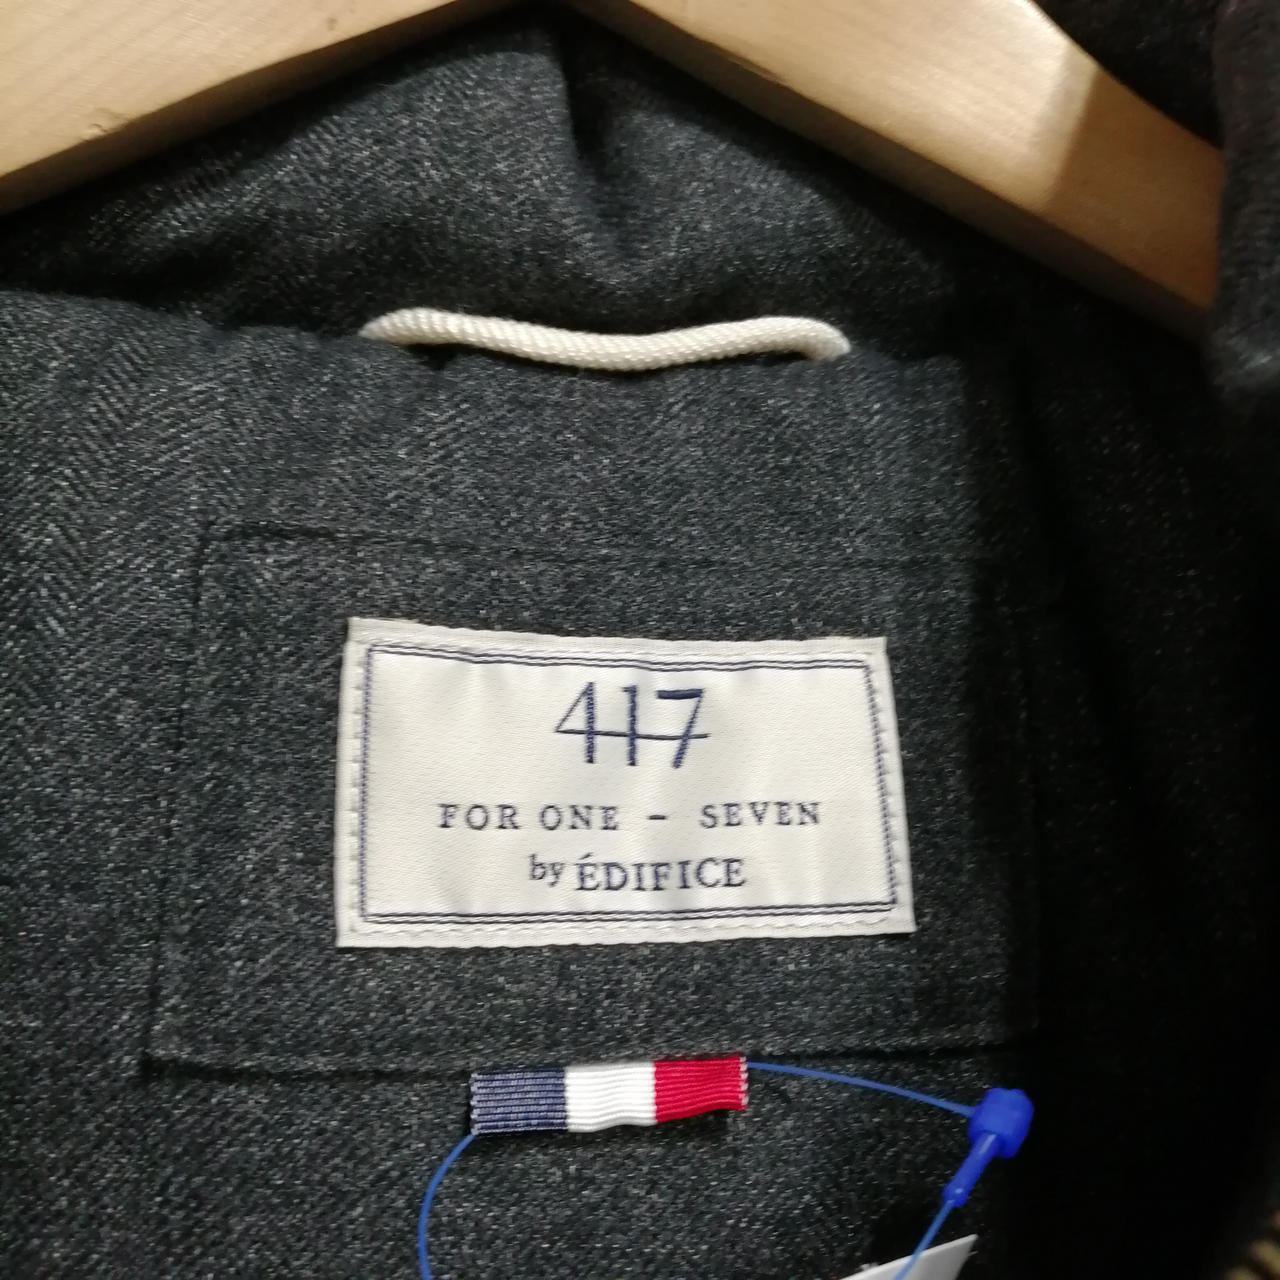 417
FOR ONE - SEVEN
by ÉDIFICE